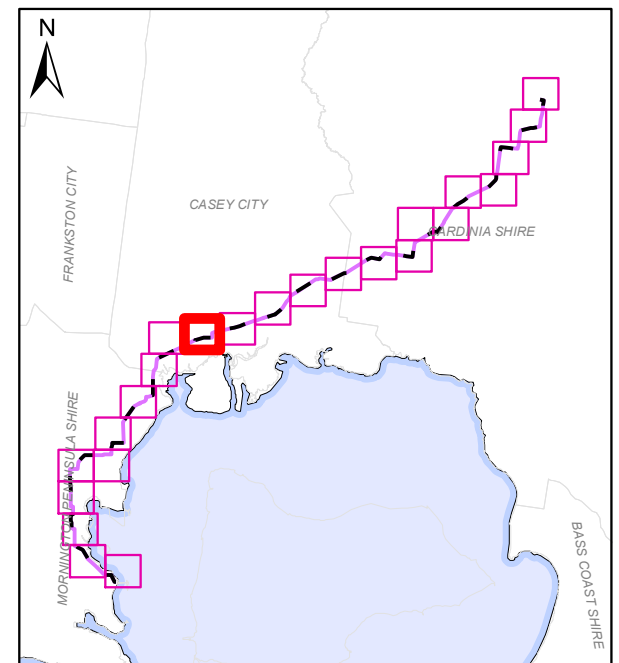 N
FRANKSTON CITY
CASEY CITY
CARDINIA SHIRE
MORNINGTON PENINSULA SHIRE
BASS COAST SHIRE